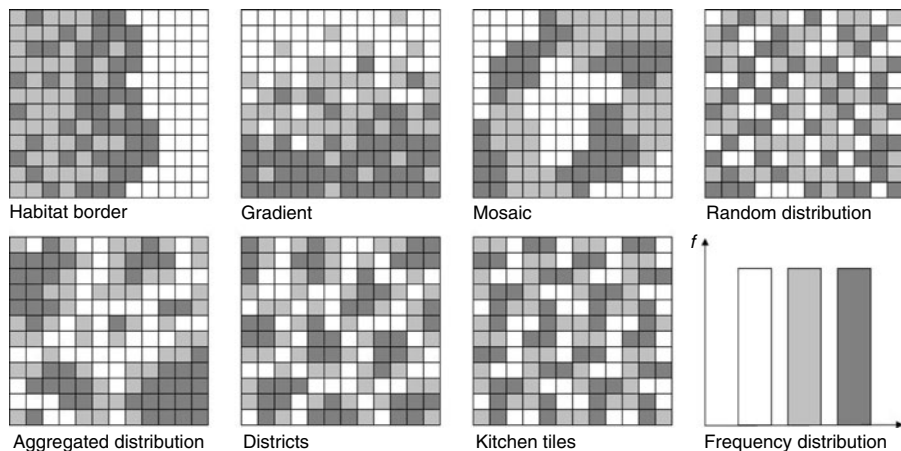 Habitat border
Gradient
Mosaic
Random distribution
f
Aggregated distribution
Districts
Kitchen tiles
Frequency distribution